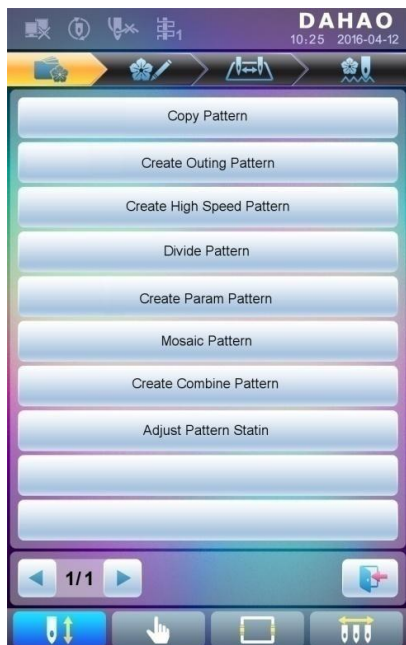 DAHAO
1
10:25 2016-04-12
Copy Pattern
Create Outing Pattern
Create High Speed Pattern
Divide Pattern
Create Param Pattern
Mosaic Pattern
Create Combine Pattern
Adjust Pattern Statin
1/1